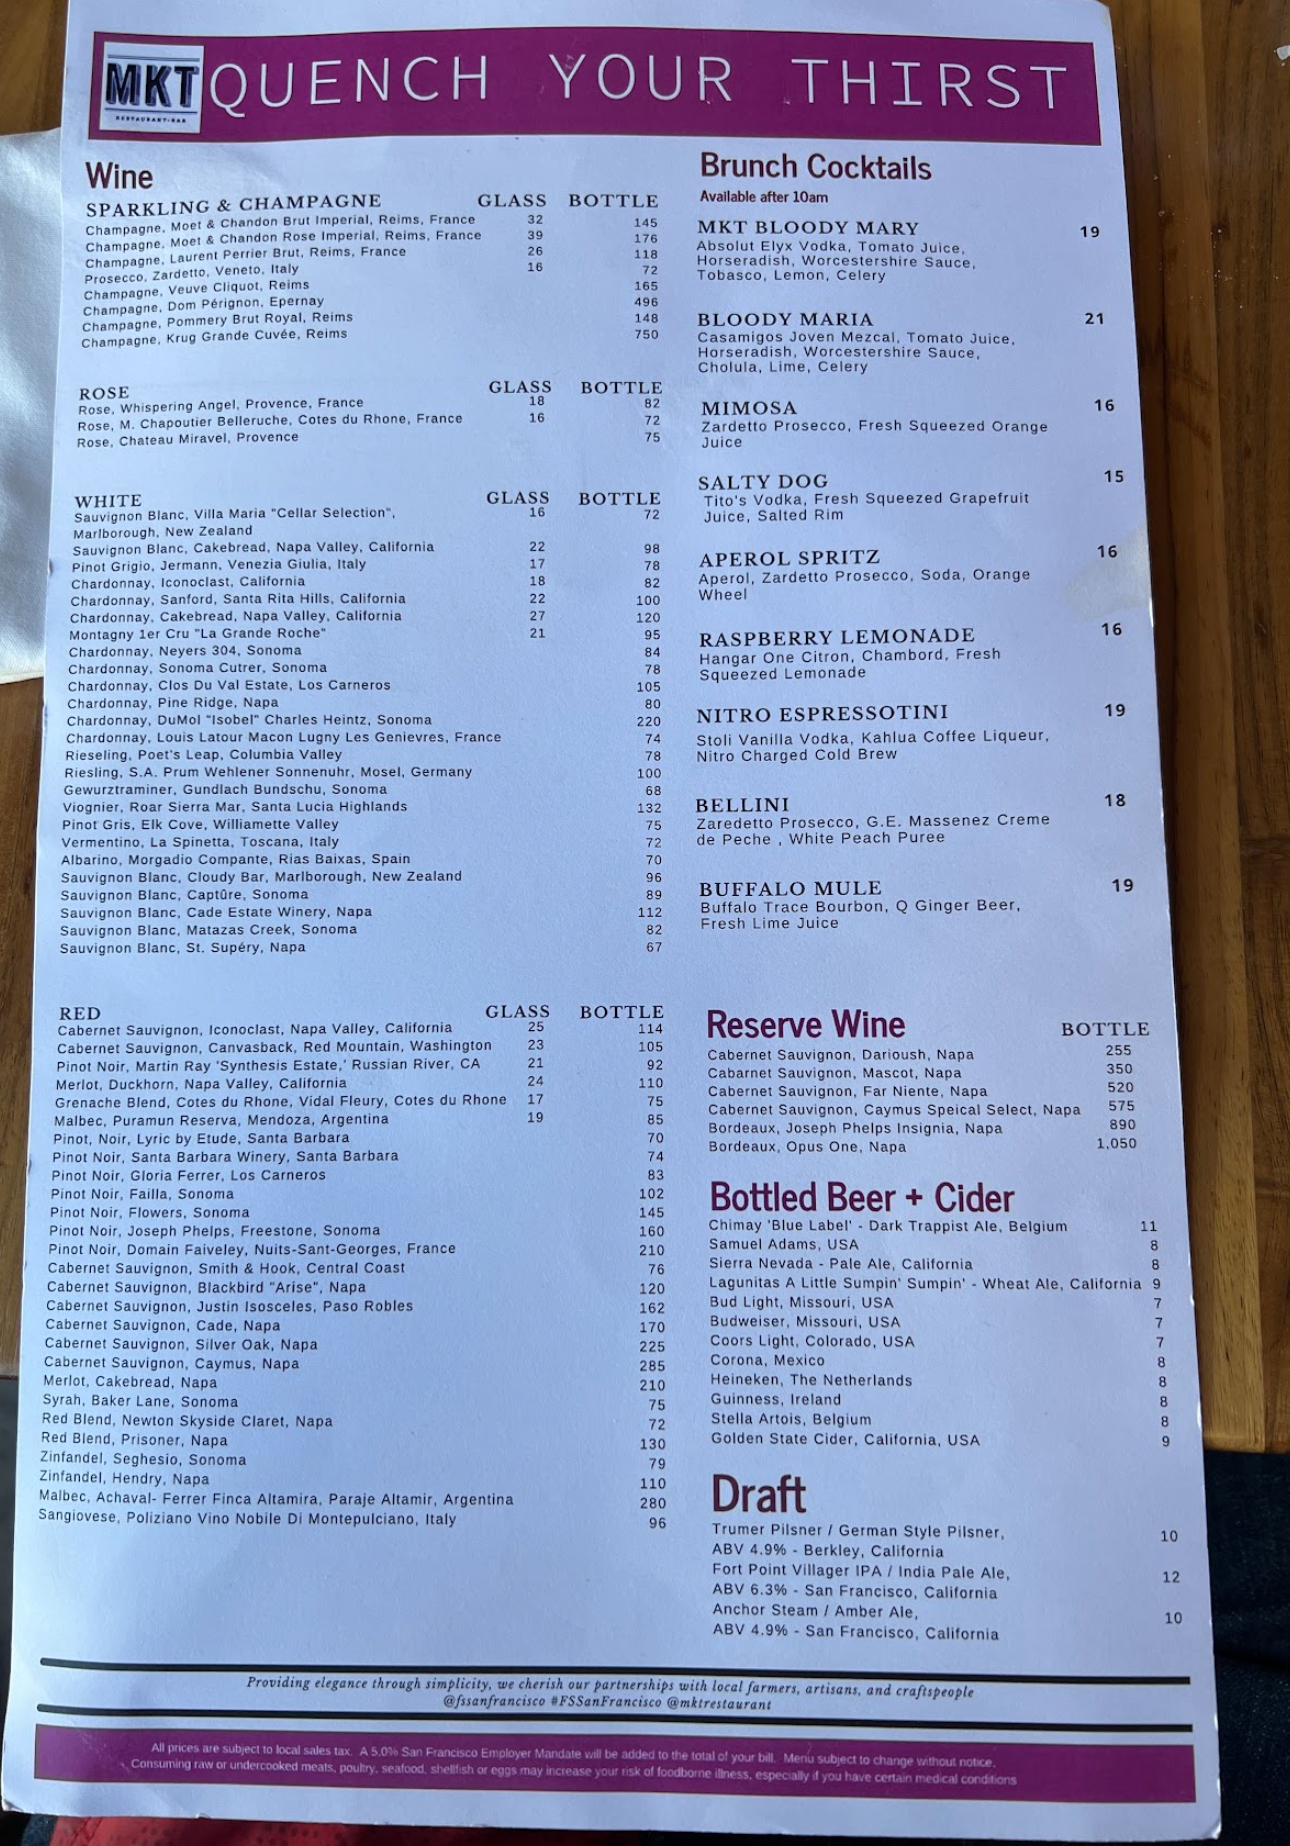 MKT
RESTAURANT•BAR
QUENCH YOUR THIRST
Wine
SPARKLING & CHAMPAGNE GLASS BOTTLE
Champagne, Moet & Chandon Brut Imperial, Reims, France 32 145
Champagne, Moet & Chandon Rose Imperial, Reims, France 39 176
Champagne, Laurent Perrier Brut, Reims, France 26 118
Prosecco, Zardetto, Veneto, Italy 16 72
Champagne, Veuve Cliquot, Reims 165
Champagne, Dom Pérignon, Epernay 496
Champagne, Pommery Brut Royal, Reims 148
Champagne, Krug Grande Cuvée, Reims 750
ROSE GLASS BOTTLE
Rose, Whispering Angel, Provence, France 18 82
Rose, M. Chapoutier Belleruche, Cotes du Rhone, France 16 72
Rose, Chateau Miravel, Provence 75
WHITE GLASS BOTTLE
Sauvignon Blanc, Villa Maria "Cellar Selection", 16 72
Marlborough, New Zealand
Sauvignon Blanc, Cakebread, Napa Valley, California 22 98
Pinot Grigio, Jermann, Venezia Giulia, Italy 17 78
Chardonnay, Iconoclast, California 18 82
Chardonnay, Sanford, Santa Rita Hills, California 22 100
Chardonnay, Cakebread, Napa Valley, California 27 120
Montagny 1er Cru "La Grande Roche" 21 95
Chardonnay, Neyers 304, Sonoma 84
Chardonnay, Sonoma Cutrer, Sonoma 78
Chardonnay, Clos Du Val Estate, Los Carneros 105
Chardonnay, Pine Ridge, Napa 80
Chardonnay, DuMol "Isobel" Charles Heintz, Sonoma 220
Chardonnay, Louis Latour Macon Lugny Les Genievres, France 74
Rieseling, Poet's Leap, Columbia Valley 78
Riesling, S.A. Prum Wehlener Sonnenuhr, Mosel, Germany 100
Gewurztraminer, Gundlach Bundschu, Sonoma 68
Viognier, Roar Sierra Mar, Santa Lucia Highlands 132
Pinot Gris, Elk Cove, Williamette Valley 75
Vermentino, La Spinetta, Toscana, Italy 72
Albarino, Morgadio Compante, Rias Baixas, Spain 70
Sauvignon Blanc, Cloudy Bar, Marlborough, New Zealand 96
Sauvignon Blanc, Captûre, Sonoma 89
Sauvignon Blanc, Cade Estate Winery, Napa 112
Sauvignon Blanc, Matazas Creek, Sonoma 82
Sauvignon Blanc, St. Supéry, Napa 67
RED GLASS BOTTLE
Cabernet Sauvignon, Iconoclast, Napa Valley, California 25 114
Cabernet Sauvignon, Canvasback, Red Mountain, Washington 23 105
Pinot Noir, Martin Ray 'Synthesis Estate,' Russian River, CA 21 92
Merlot, Duckhorn, Napa Valley, California 24 110
Grenache Blend, Cotes du Rhone, Vidal Fleury, Cotes du Rhone 17 75
Malbec, Puramun Reserva, Mendoza, Argentina 19 85
Pinot, Noir, Lyric by Etude, Santa Barbara 70
Pinot Noir, Santa Barbara Winery, Santa Barbara 74
Pinot Noir, Gloria Ferrer, Los Carneros 83
Pinot Noir, Failla, Sonoma 102
Pinot Noir, Flowers, Sonoma 145
Pinot Noir, Joseph Phelps, Freestone, Sonoma 160
Pinot Noir, Domain Faiveley, Nuits-Sant-Georges, France 210
Cabernet Sauvignon, Smith & Hook, Central Coast 76
Cabernet Sauvignon, Blackbird "Arise", Napa 120
Cabernet Sauvignon, Justin Isosceles, Paso Robles 162
Cabernet Sauvignon, Cade, Napa 170
Cabernet Sauvignon, Silver Oak, Napa 225
Cabernet Sauvignon, Caymus, Napa 285
Merlot, Cakebread, Napa 210
Syrah, Baker Lane, Sonoma 75
Red Blend, Newton Skyside Claret, Napa 72
Red Blend, Prisoner, Napa 130
Zinfandel, Seghesio, Sonoma 79
Zinfandel, Hendry, Napa 110
Malbec, Achaval- Ferrer Finca Altamira, Paraje Altamir, Argentina 280
Sangiovese, Poliziano Vino Nobile Di Montepulciano, Italy 96
Brunch Cocktails
Available after 10am
MKT BLOODY MARY 19
Absolut Elyx Vodka, Tomato Juice,
Horseradish, Worcestershire Sauce,
Tobasco, Lemon, Celery
BLOODY MARIA 21
Casamigos Joven Mezcal, Tomato Juice,
Horseradish, Worcestershire Sauce,
Cholula, Lime, Celery
MIMOSA 16
Zardetto Prosecco, Fresh Squeezed Orange
Juice
SALTY DOG 15
Tito's Vodka, Fresh Squeezed Grapefruit
Juice, Salted Rim
APEROL SPRITZ 16
Aperol, Zardetto Prosecco, Soda, Orange
Wheel
RASPBERRY LEMONADE 16
Hangar One Citron, Chambord, Fresh
Squeezed Lemonade
NITRO ESPRESSOTINI 19
Stoli Vanilla Vodka, Kahlua Coffee Liqueur,
Nitro Charged Cold Brew
BELLINI 18
Zaredetto Prosecco, G.E. Massenez Creme
de Peche , White Peach Puree
BUFFALO MULE 19
Buffalo Trace Bourbon, Q Ginger Beer,
Fresh Lime Juice
Reserve Wine BOTTLE
Cabernet Sauvignon, Darioush, Napa 255
Cabarnet Sauvignon, Mascot, Napa 350
Cabernet Sauvignon, Far Niente, Napa 520
Cabernet Sauvignon, Caymus Speical Select, Napa 575
Bordeaux, Joseph Phelps Insignia, Napa 890
Bordeaux, Opus One, Napa 1,050
Bottled Beer + Cider
Chimay 'Blue Label' - Dark Trappist Ale, Belgium 11
Samuel Adams, USA 8
Sierra Nevada - Pale Ale, California 8
Lagunitas A Little Sumpin' Sumpin' - Wheat Ale, California 9
Bud Light, Missouri, USA 7
Budweiser, Missouri, USA 7
Coors Light, Colorado, USA 7
Corona, Mexico 8
Heineken, The Netherlands 8
Guinness, Ireland 8
Stella Artois, Belgium 8
Golden State Cider, California, USA 9
Draft
Trumer Pilsner / German Style Pilsner, 10
ABV 4.9% - Berkley, California
Fort Point Villager IPA / India Pale Ale, 12
ABV 6.3% - San Francisco, California
Anchor Steam / Amber Ale, 10
ABV 4.9% - San Francisco, California
Providing elegance through simplicity, we cherish our partnerships with local farmers, artisans, and craftspeople
@fssanfrancisco #FSSanFrancisco @mktrestaurant
All prices are subject to local sales tax. A 5.0% San Francisco Employer Mandate will be added to the total of your bill. Menu subject to change without notice.
Consuming raw or undercooked meats, poultry, seafood, shellfish or eggs may increase your risk of foodborne illness, especially if you have certain medical conditions